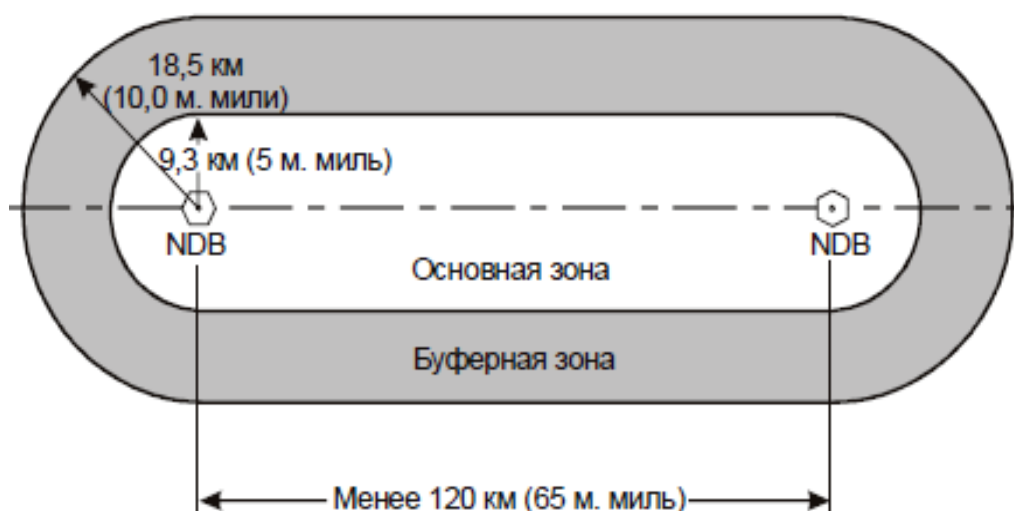 18,5 км
(10,0 м. мили)
9,3 км (5 м. миль)
NDB
NDB
Основная зона
Буферная зона
Менее 120 км (65 м. миль)